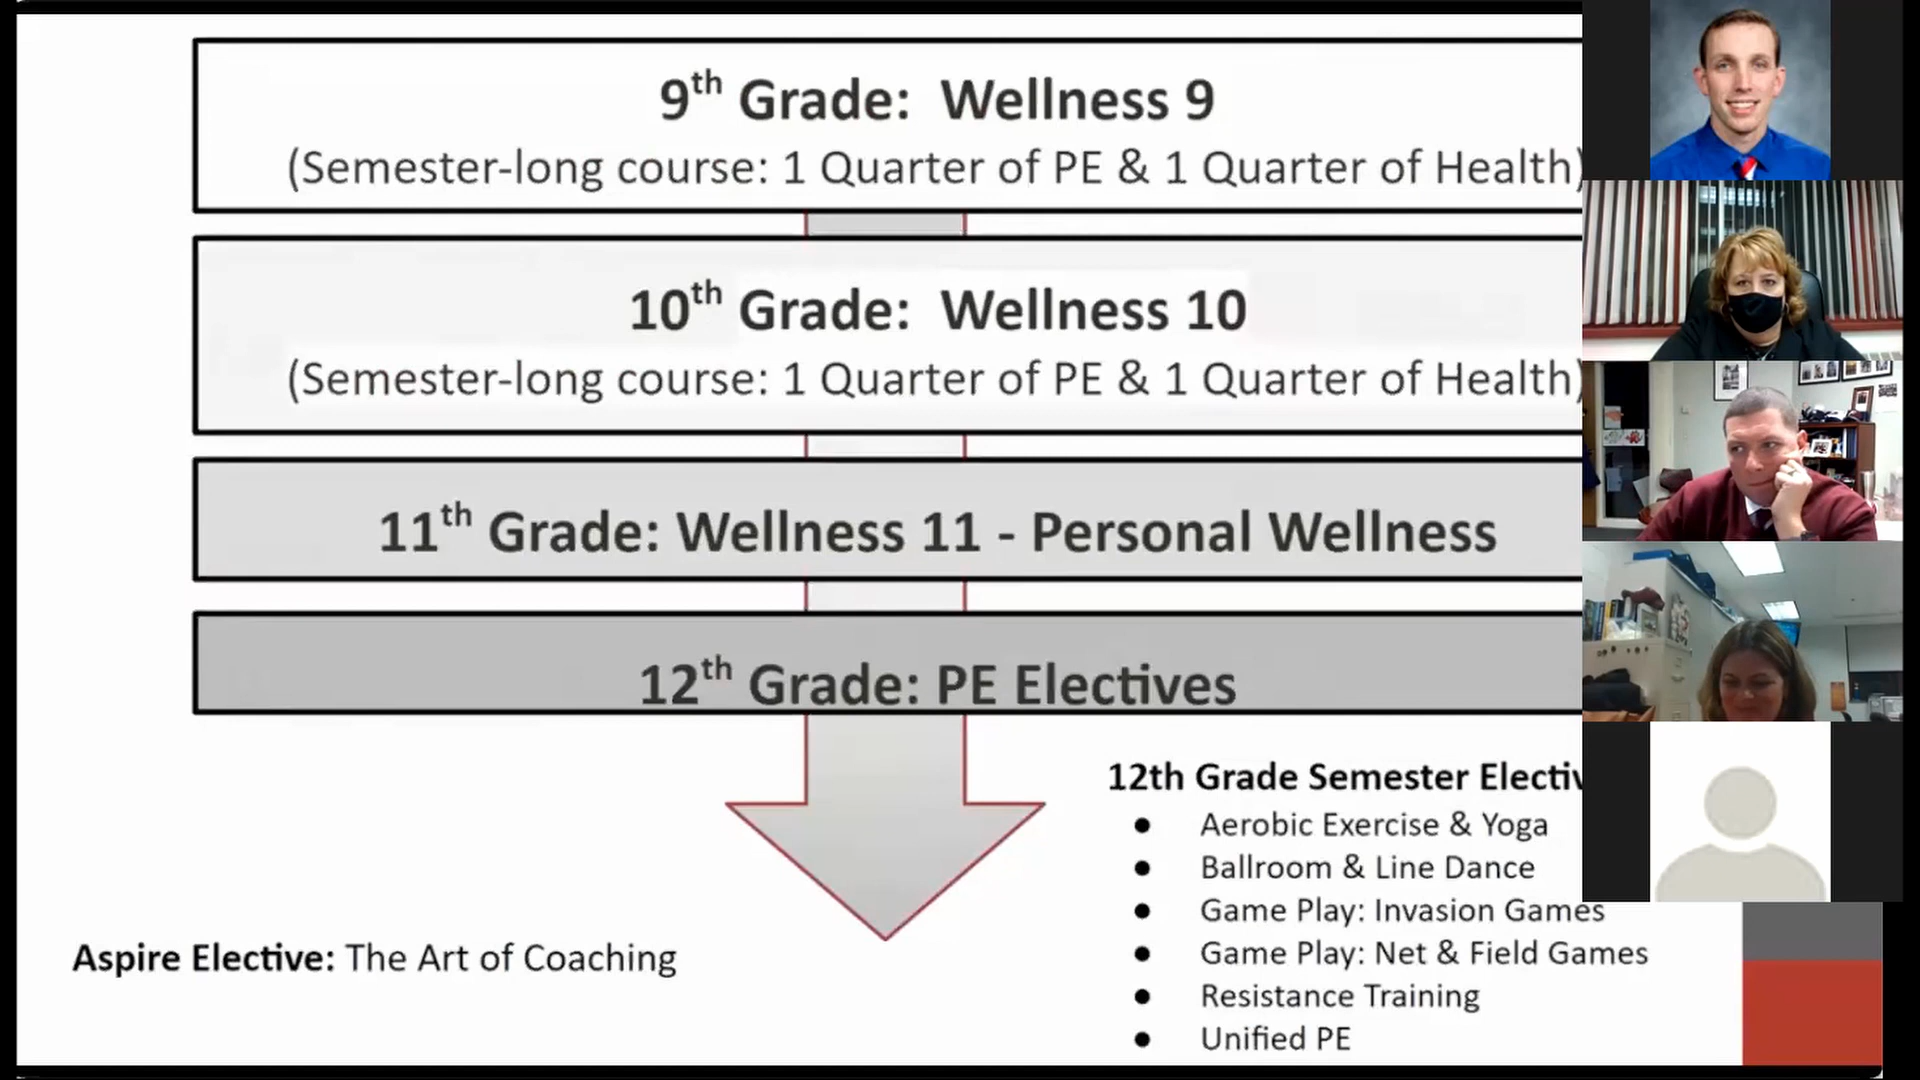 9th Grade: Wellness 9
(Semester-long course: 1 Quarter of PE & 1 Quarter of Health)
10th Grade: Wellness 10
(Semester-long course: 1 Quarter of PE & 1 Quarter of Health)
11th Grade: Wellness 11 - Personal Wellness
12th Grade: PE Electives
12th Grade Semester Electiv
● Aerobic Exercise & Yoga
● Ballroom & Line Dance
● Game Play: Invasion Games
● Game Play: Net & Field Games
● Resistance Training
● Unified PE
Aspire Elective: The Art of Coaching